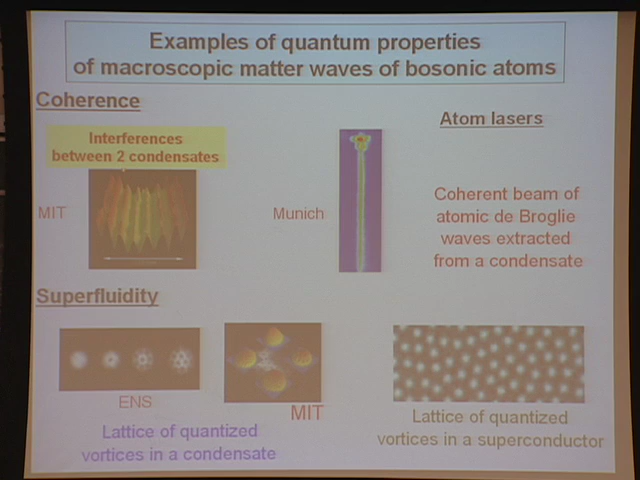 Examples of quantum properties
of macroscopic matter waves of bosonic atoms
Coherence
Atom lasers
Interferences
between 2 condensates
MIT
Munich
Coherent beam of
atomic de Broglie
waves extracted
from a condensate
Superfluidity
ENS
MIT
Lattice of quantized
vortices in a condensate
Lattice of quantized
vortices in a superconductor